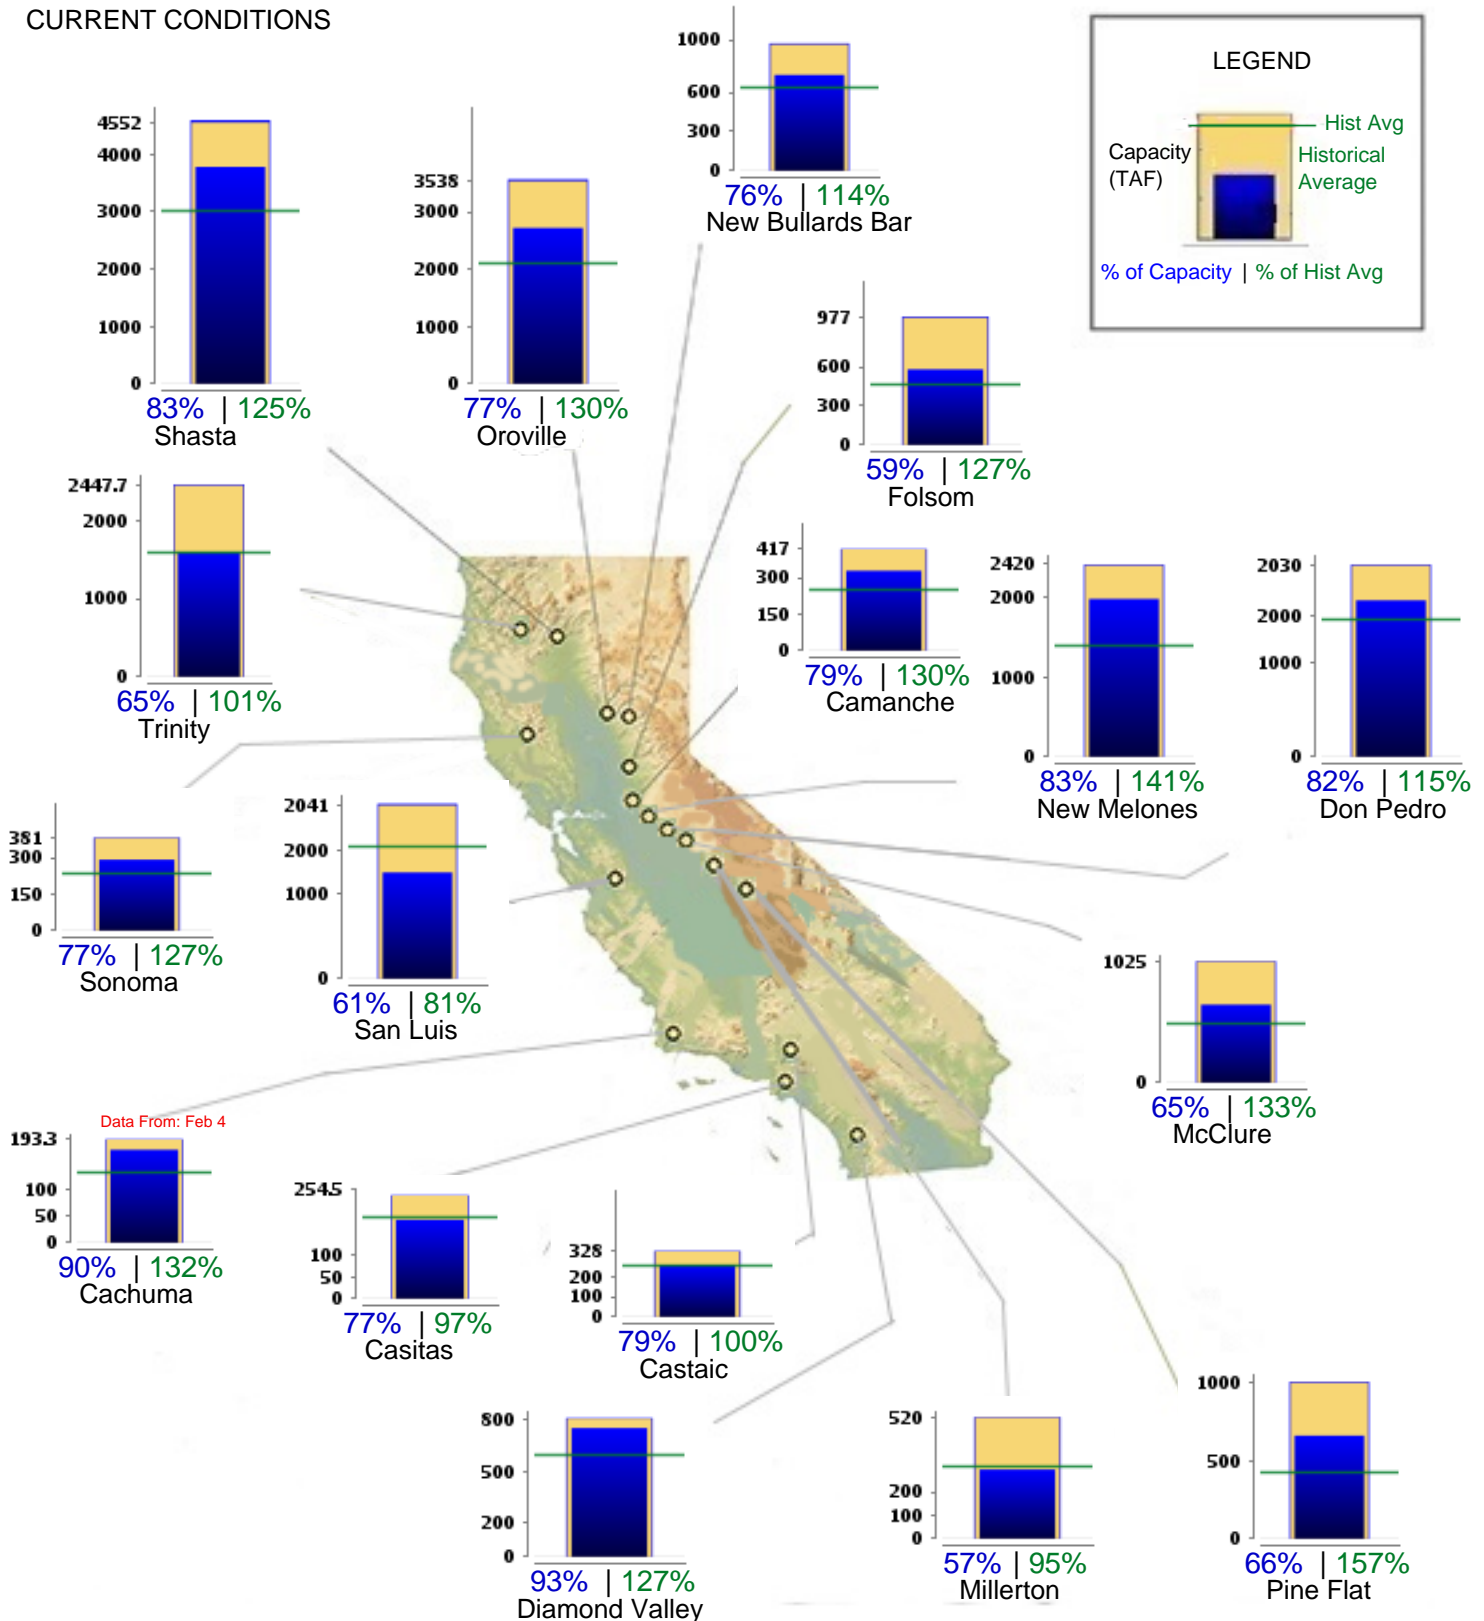 CURRENT CONDITIONS
LEGEND
Hist Avg
Capacity
(TAF)
Historical
Average
% of Capacity | % of Hist Avg
1000
600
300
0
76% | 114%
New Bullards Bar
4552
4000
3000
2000
1000
0
83% | 125%
Shasta
3538
3000
2000
1000
0
77% | 130%
Oroville
977
600
300
0
59% | 127%
Folsom
2447.7
2000
1000
0
65% | 101%
Trinity
417
300
150
0
79% | 130%
Camanche
2420
2000
1000
0
83% | 141%
New Melones
2030
2000
1000
0
82% | 115%
Don Pedro
381
300
150
0
77% | 127%
Sonoma
2041
2000
1000
0
61% | 81%
San Luis
1025
0
65% | 133%
McClure
Data From: Feb 4
193.3
100
50
0
90% | 132%
Cachuma
254.5
100
50
0
77% | 97%
Casitas
328
200
100
0
79% | 100%
Castaic
800
500
200
0
93% | 127%
Diamond Valley
520
200
100
0
57% | 95%
Millerton
1000
500
0
66% | 157%
Pine Flat